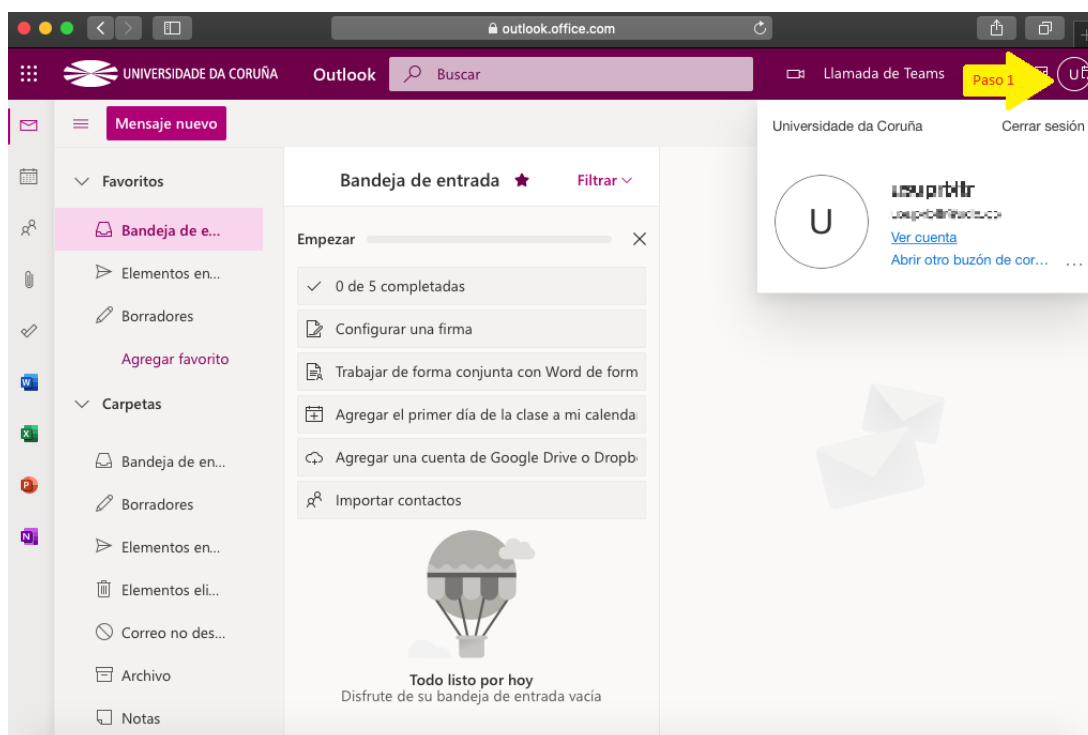 outlook.office.com
UNIVERSIDADE DA CORUÑA
Outlook
Buscar
Llamada de Teams
Paso 1
Mensaje nuevo
Universidade da Coruña
Cerrar sesión
U
Ver cuenta
Abrir otro buzón de cor...
Favoritos
Bandeja de e...
Elementos en...
Borradores
Agregar favorito
Carpetas
Bandeja de en...
Borradores
Elementos en...
Elementos eli...
Correo no des...
Archivo
Notas
Bandeja de entrada
Filtrar
Empezar
0 de 5 completadas
Configurar una firma
Trabajar de forma conjunta con Word de form
Agregar el primer día de la clase a mi calenda
Agregar una cuenta de Google Drive o Dropb
Importar contactos
Todo listo por hoy
Disfrute de su bandeja de entrada vacía